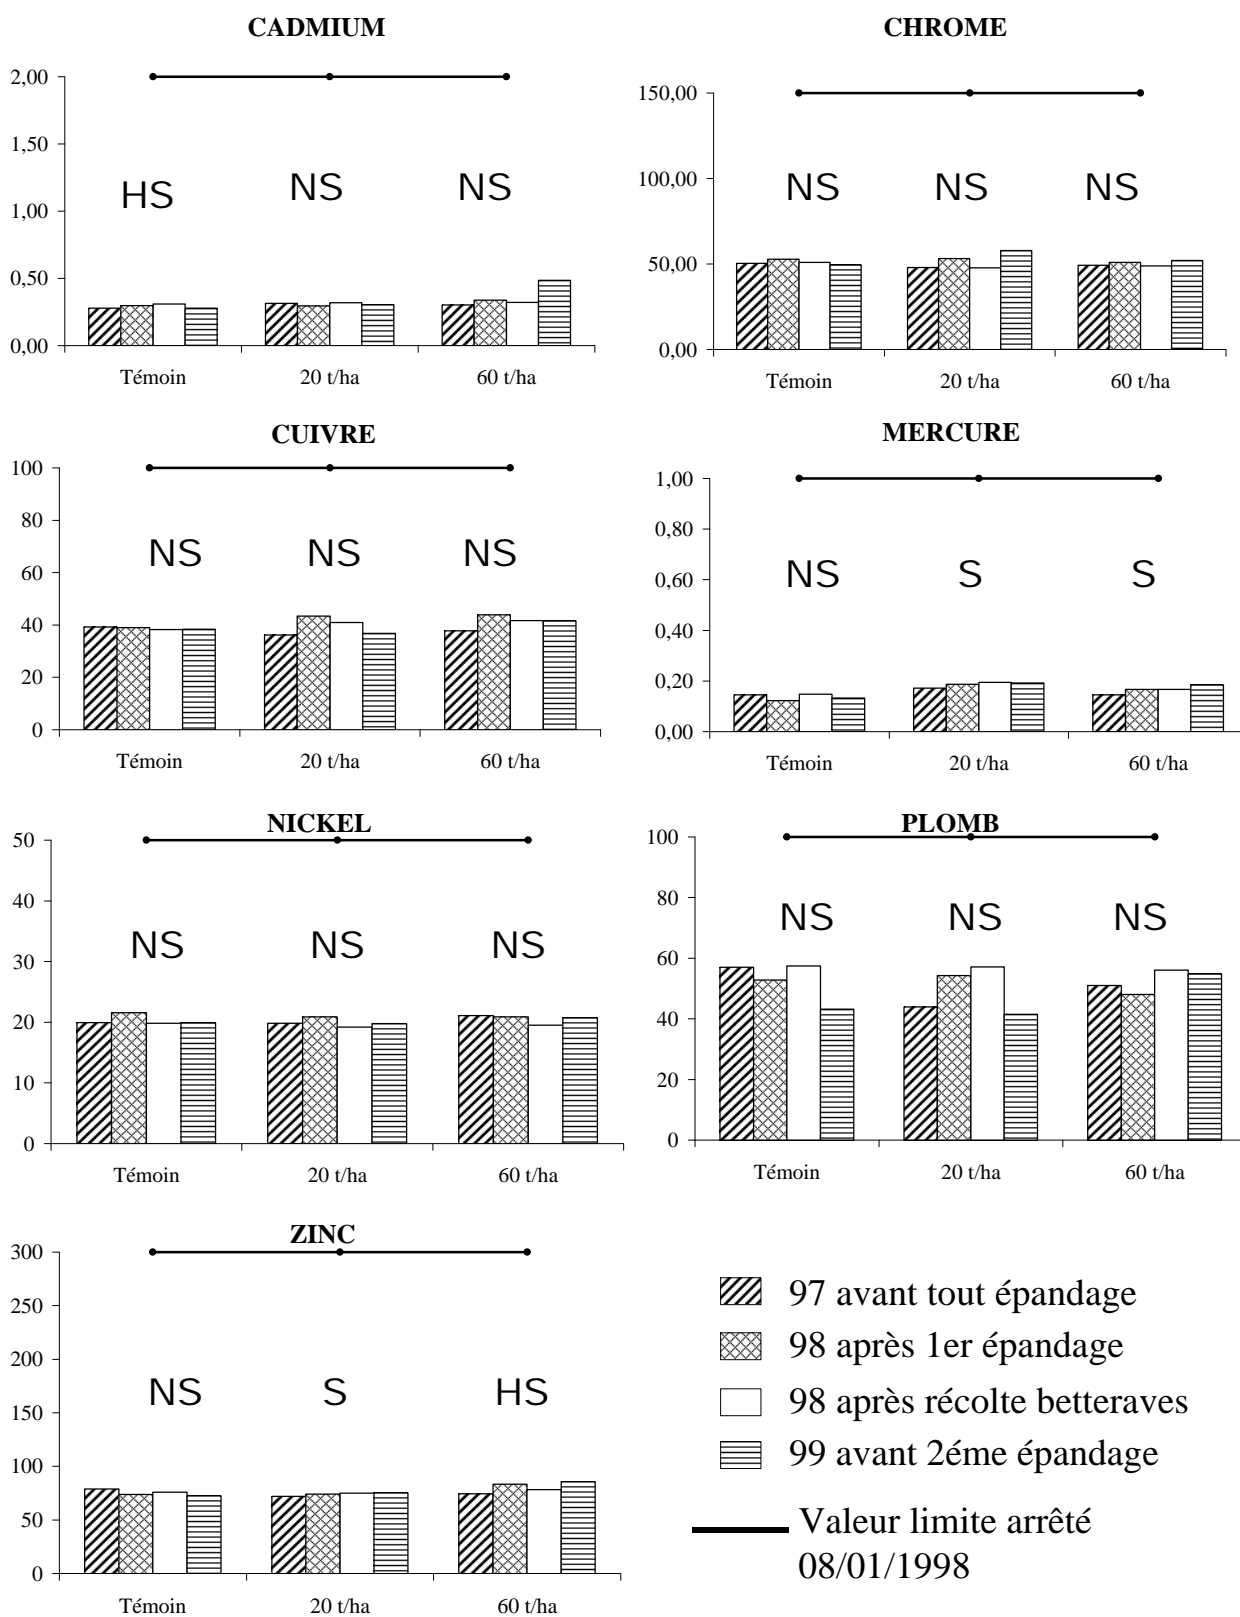 CADMIUM
2,00
1,50
1,00
0,50
0,00
HS
NS
NS
Témoin
20 t/ha
60 t/ha
CHROME
150,00
100,00
50,00
0,00
NS
NS
NS
Témoin
20 t/ha
60 t/ha
CUIVRE
100
80
60
40
20
0
NS
NS
NS
Témoin
20 t/ha
60 t/ha
MERCURE
1,00
0,80
0,60
0,40
0,20
0,00
NS
S
S
Témoin
20 t/ha
60 t/ha
NICKEL
50
40
30
20
10
0
NS
NS
NS
Témoin
20 t/ha
60 t/ha
PLOMB
100
80
60
40
20
0
NS
NS
NS
Témoin
20 t/ha
60 t/ha
ZINC
300
250
200
150
100
50
0
NS
S
HS
Témoin
20 t/ha
60 t/ha
97 avant tout épandage
98 après 1er épandage
98 après récolte betteraves
99 avant 2éme épandage
Valeur limite arrêté
08/01/1998